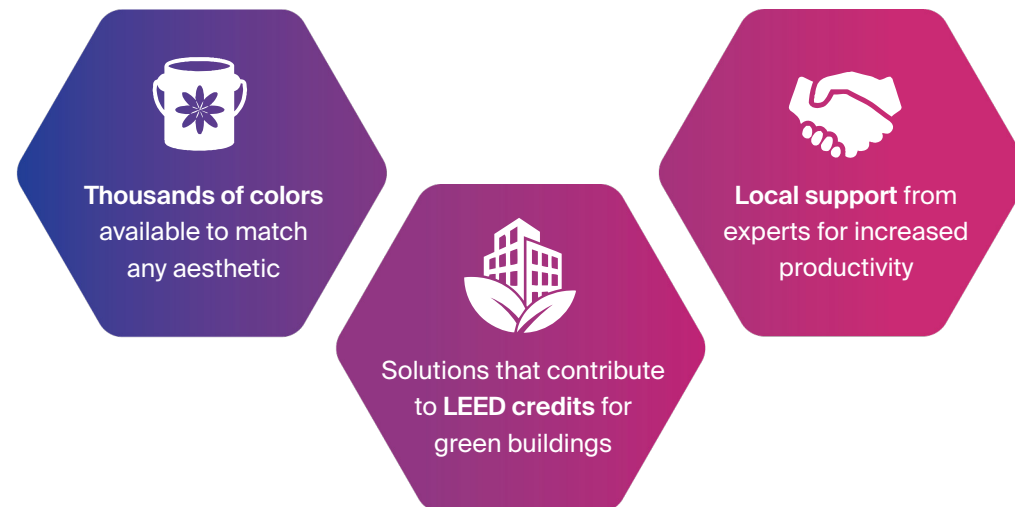 Thousands of colors
available to match
any aesthetic
Solutions that contribute
to LEED credits for
green buildings
Local support from
experts for increased
productivity